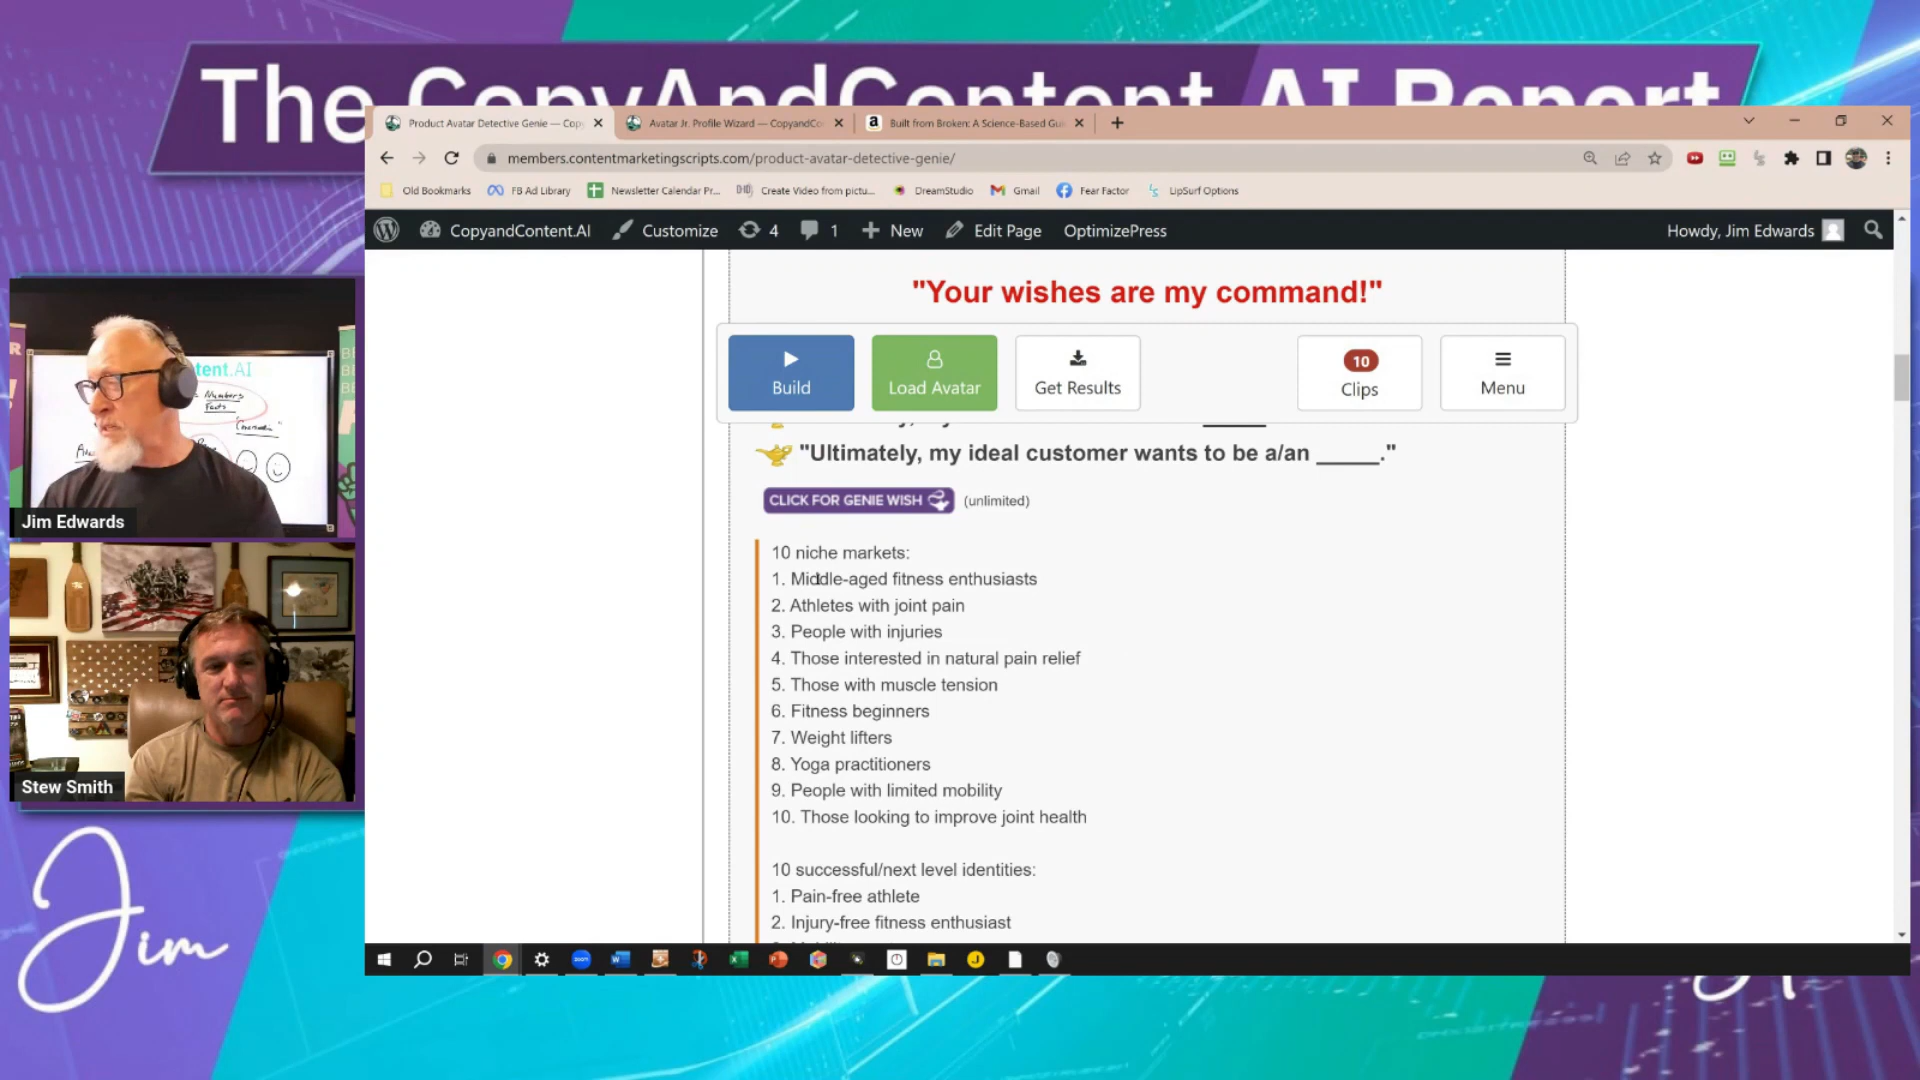 The CopyAndContent AI Report
Product Avatar Detective Genie — Cop
Avatar Jr. Profile Wizard — CopyandCo
Built from Broken: A Science-Based Gui
members.contentmarketingscripts.com/product-avatar-detective-genie/
Old Bookmarks
FB Ad Library
Newsletter Calendar Pr...
Create Video from pictu...
DreamStudio
Gmail
Fear Factor
LipSurf Options
CopyandContent.AI
Customize
4
1
New
Edit Page
OptimizePress
Howdy, Jim Edwards
"Your wishes are my command!"
Build
Load Avatar
Get Results
10
Clips
Menu
"Ultimately, my ideal customer wants to be a/an _____."
CLICK FOR GENIE WISH
(unlimited)
10 niche markets:
1. Middle-aged fitness enthusiasts
2. Athletes with joint pain
3. People with injuries
4. Those interested in natural pain relief
5. Those with muscle tension
6. Fitness beginners
7. Weight lifters
8. Yoga practitioners
9. People with limited mobility
10. Those looking to improve joint health
10 successful/next level identities:
1. Pain-free athlete
2. Injury-free fitness enthusiast
tent.AI
Numbers
Facts
Jim Edwards
Stew Smith
Jim
zoom